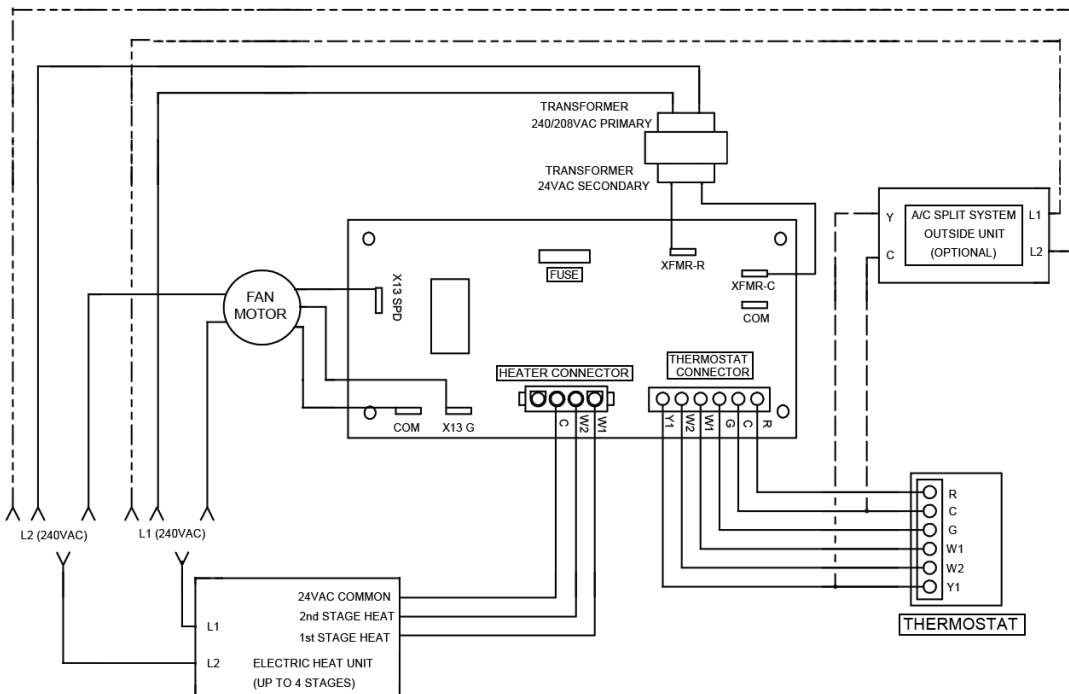 TRANSFORMER
240/208VAC PRIMARY
TRANSFORMER
24VAC SECONDARY
Y
C
A/C SPLIT SYSTEM
OUTSIDE UNIT
(OPTIONAL)
L1
L2
FUSE
XFMR-R
XFMR-C
COM
X13 SPD
FAN
MOTOR
HEATER CONNECTOR
THERMOSTAT
CONNECTOR
COM
X13 G
C
W2
W1
Y1
W2
W1
G
C
R
R
C
G
W1
W2
Y1
THERMOSTAT
L2 (240VAC)
L1 (240VAC)
24VAC COMMON
2nd STAGE HEAT
1st STAGE HEAT
L1
L2
ELECTRIC HEAT UNIT
(UP TO 4 STAGES)